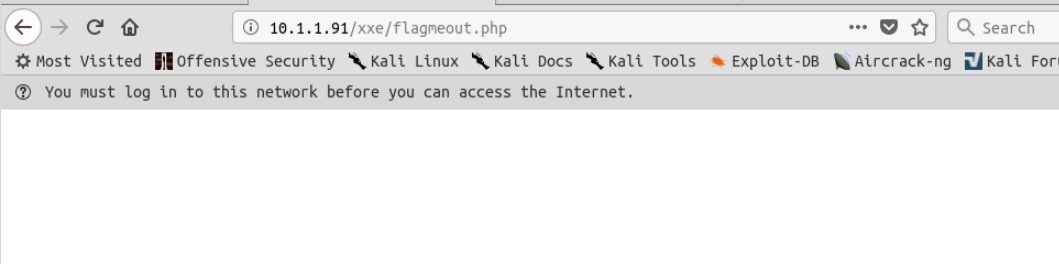 10.1.1.91/xxe/flagmeout.php
Search
Most Visited Offensive Security Kali Linux Kali Docs Kali Tools Exploit-DB Aircrack-ng Kali For
You must log in to this network before you can access the Internet.